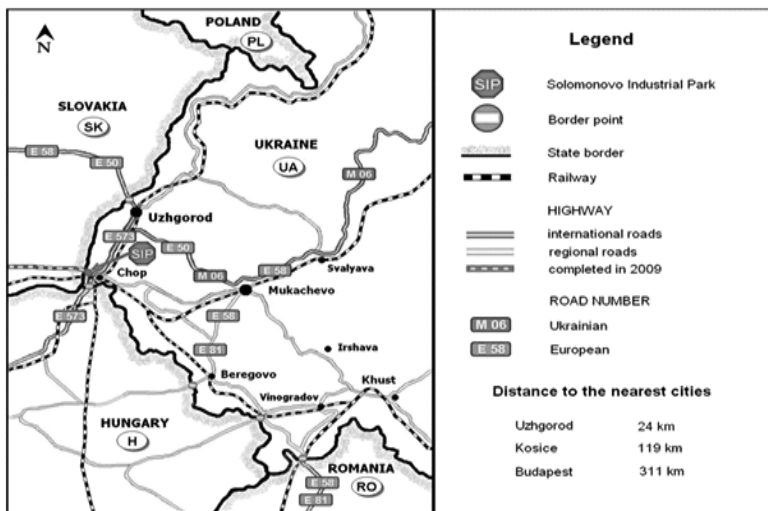 POLAND
PL
N
SLOVAKIA
SK
E 58
E 50
UKRAINE
UA
M 06
Uzhgorod
E 573
E 50
SIP
Chop
M 06
E 58
Svalyava
Mukachevo
E 573
E 58
Irshava
E 81
Beregovo
Khust
Vinogradov
HUNGARY
H
ROMANIA
RO
E 58
E 81
Legend
SIP Solomonovo Industrial Park
Border point
State border
Railway
HIGHWAY
international roads
regional roads
completed in 2009
ROAD NUMBER
M 06 Ukrainian
E 58 European
Distance to the nearest cities
Uzhgorod 24 km
Kosice 119 km
Budapest 311 km